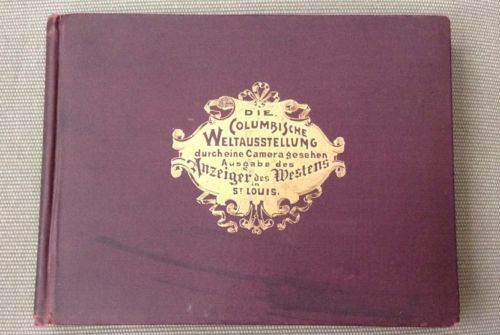 DIE
COLUMBISCHE
WELTAUSSTELLUNG
durch eine Camera gesehen
Ausgabe des
Anzeiger des Westens
in
ST LOUIS.